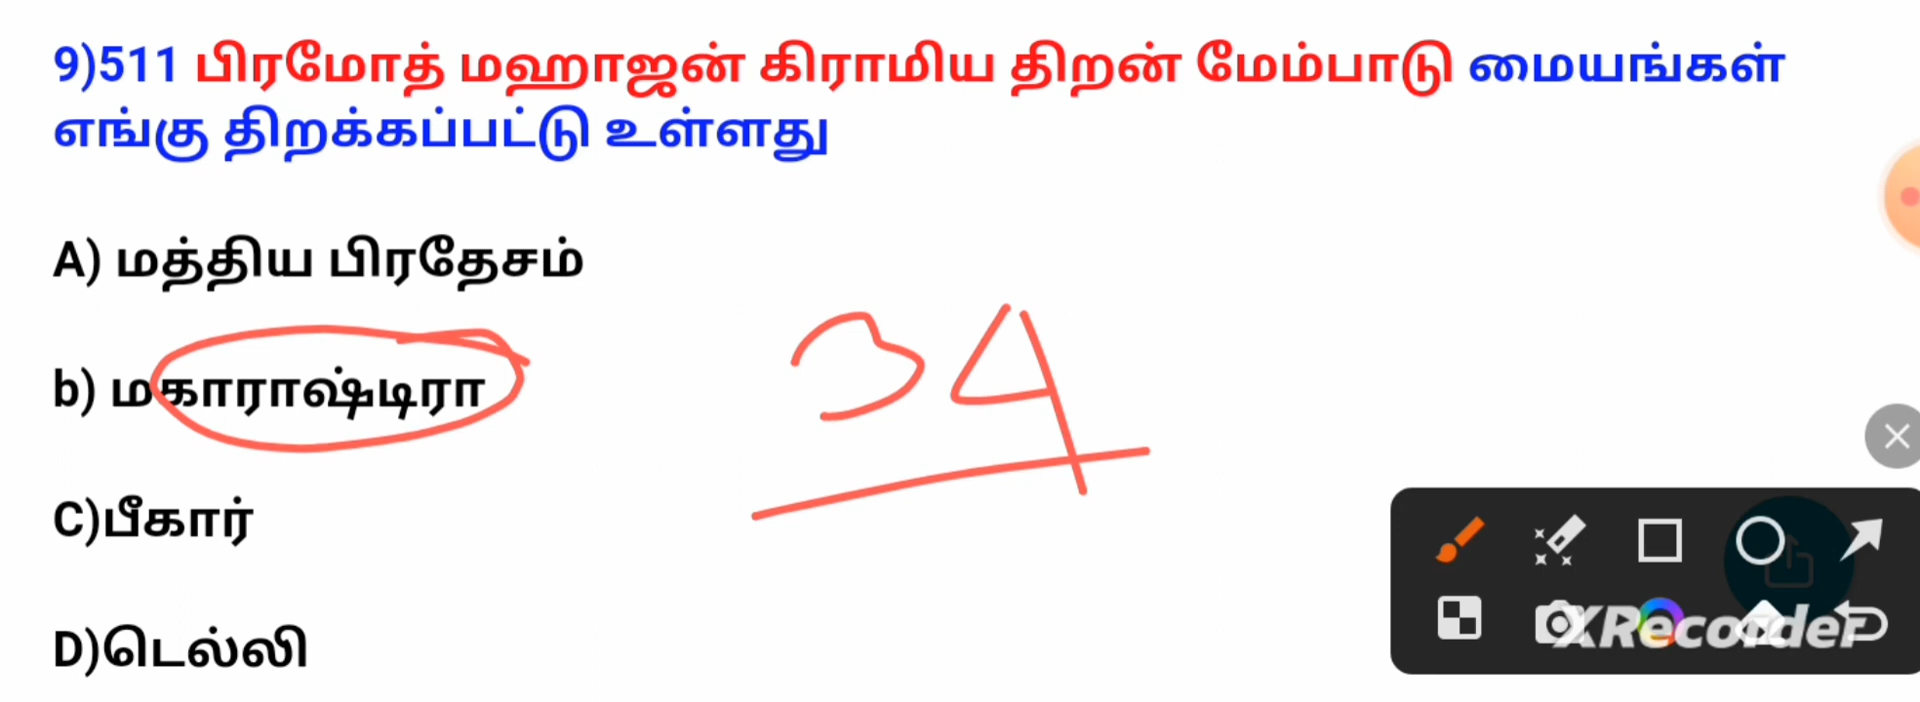 9)511 பிரமோத் மஹாஜன் கிராமிய திறன் மேம்பாடு மையங்கள்
எங்கு திறக்கப்பட்டு உள்ளது
A) மத்திய பிரதேசம்
b) மகாராஷ்டிரா
34
C)பீகார்
D)டெல்லி
XRecorder